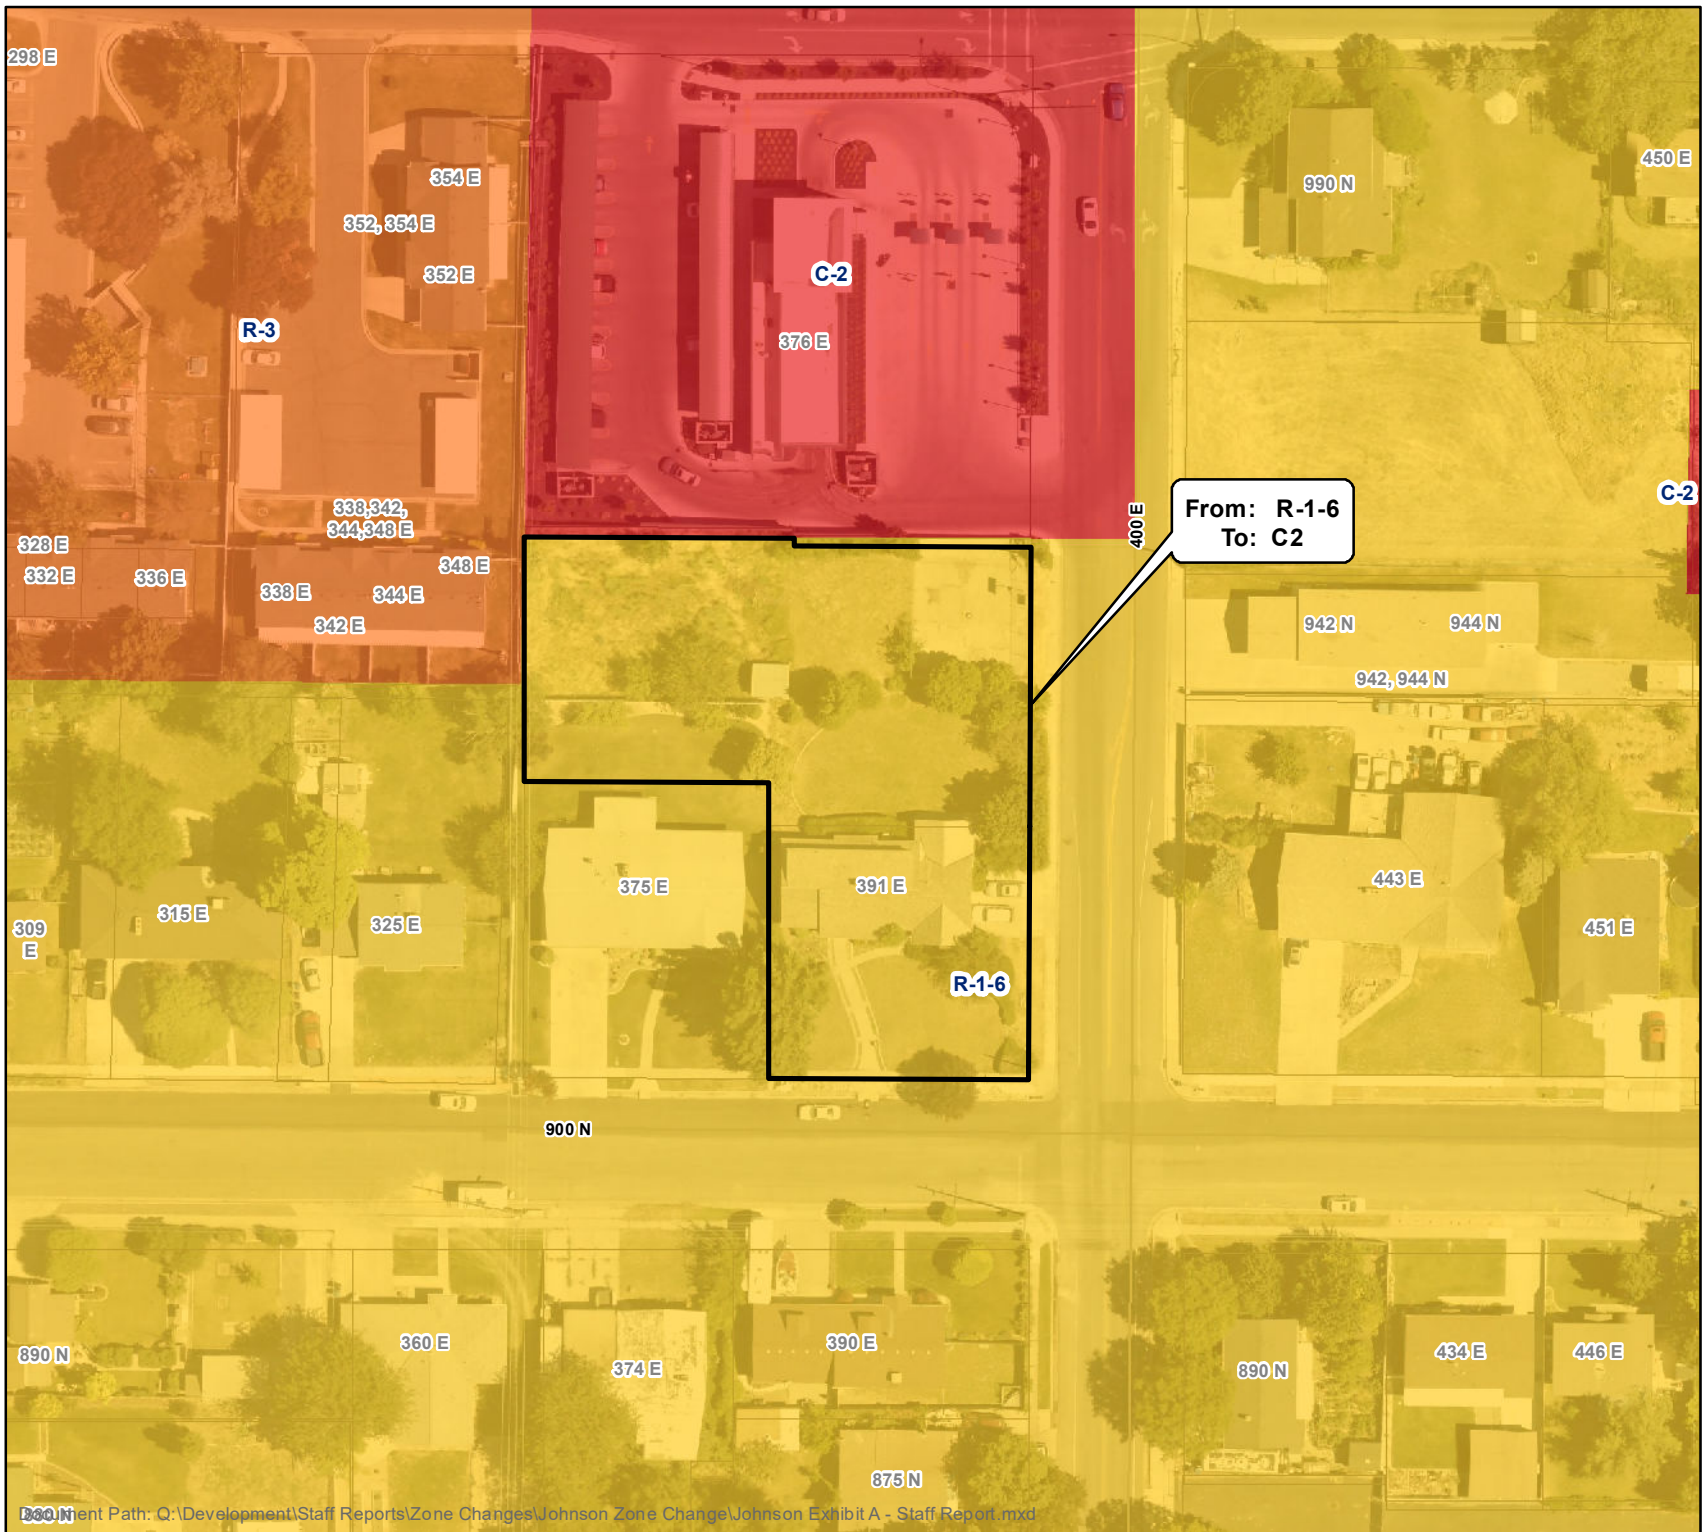 298 E
354 E
352, 354 E
352 E
R-3
C-2
376 E
990 N
450 E
C-2
From: R-1-6
To: C2
400 E
338,342,
344,348 E
328 E
332 E
336 E
348 E
338 E
344 E
342 E
942 N
944 N
942, 944 N
375 E
391 E
443 E
451 E
315 E
325 E
309
E
R-1-6
900 N
890 N
360 E
374 E
390 E
890 N
434 E
446 E
875 N
Document Path: Q:\Development\Staff Reports\Zone Changes\Johnson Zone Change\Johnson Exhibit A - Staff Report.mxd